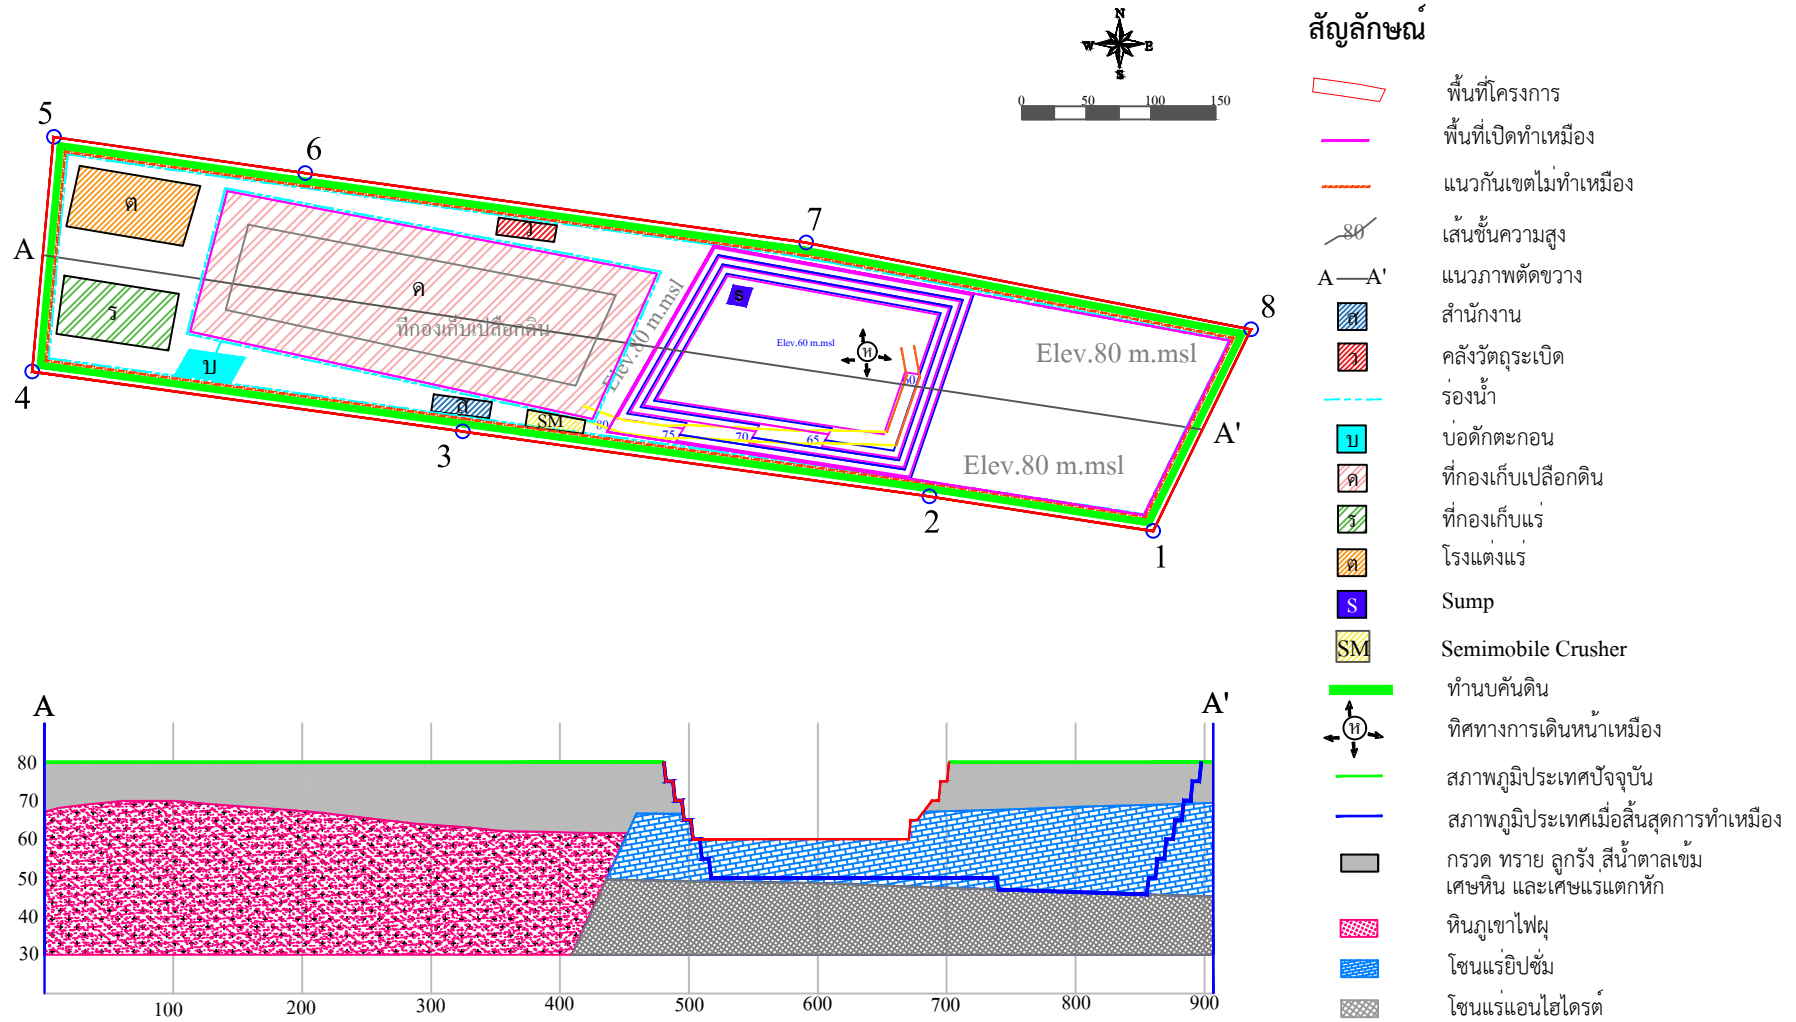 N
W E
S
0 50 100 150
5
6
7
8
A
4
3
2
1
A'
ต
ร
บ
ค
ที่กองเก็บเปลือกดิน
ว
ส
SM
Elev.80 m.msl
S
Elev.60 m.msl
ห
60
80
75
70
65
Elev.80 m.msl
Elev.80 m.msl
สัญลักษณ์
พื้นที่โครงการ
พื้นที่เปิดทำเหมือง
แนวกันเขตไม่ทำเหมือง
80 เส้นชั้นความสูง
A A' แนวภาพตัดขวาง
ส สำนักงาน
ว คลังวัตถุระเบิด
ร่องน้ำ
บ บ่อดักตะกอน
ค ที่กองเก็บเปลือกดิน
ร ที่กองเก็บแร่
ต โรงแต่งแร่
S Sump
SM Semimobile Crusher
ทำนบคันดิน
ห ทิศทางการเดินหน้าเหมือง
สภาพภูมิประเทศปัจจุบัน
สภาพภูมิประเทศเมื่อสิ้นสุดการทำเหมือง
กรวด ทราย ลูกรัง สีน้ำตาลเข้ม
เศษหิน และเศษแร่แตกหัก
หินภูเขาไฟผุ
โซนแร่ยิปซั่ม
โซนแร่แอนไฮไดรต์
A A'
80
70
60
50
40
30
100 200 300 400 500 600 700 800 900